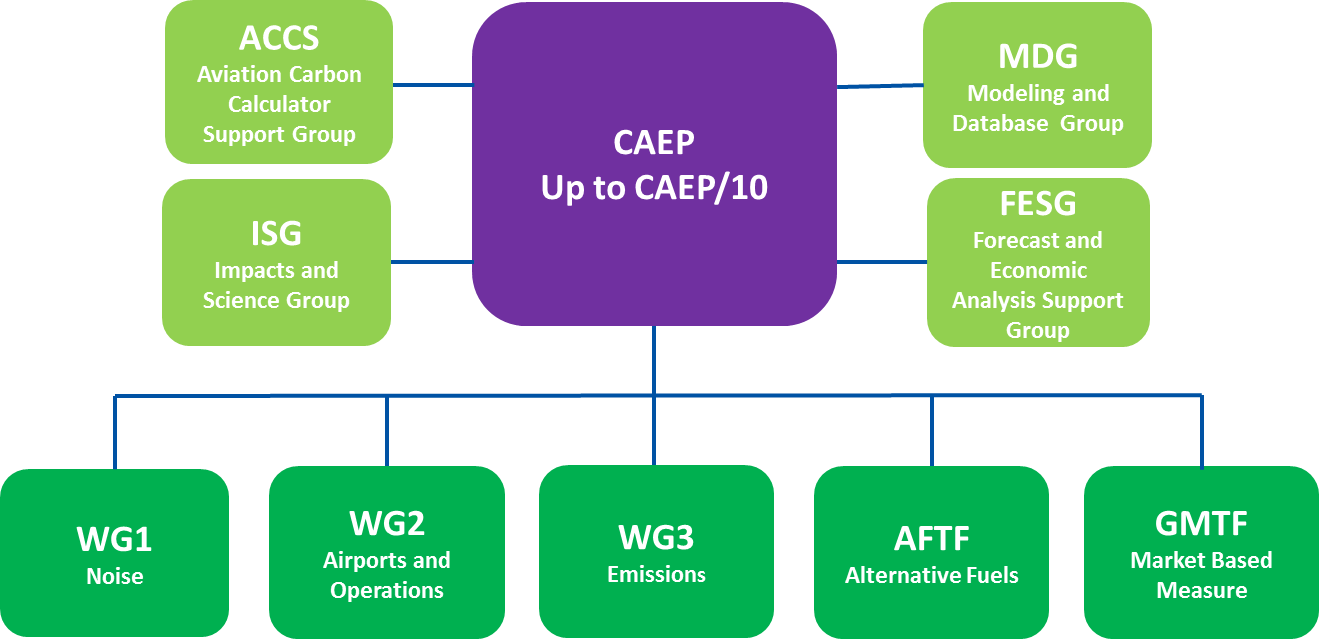 ACCS
Aviation Carbon
Calculator
Support Group
ISG
Impacts and
Science Group
CAEP
Up to CAEP/10
MDG
Modeling and
Database Group
FESG
Forecast and
Economic
Analysis Support
Group
WG1
Noise
WG2
Airports and
Operations
WG3
Emissions
AFTF
Alternative Fuels
GMTF
Market Based
Measure